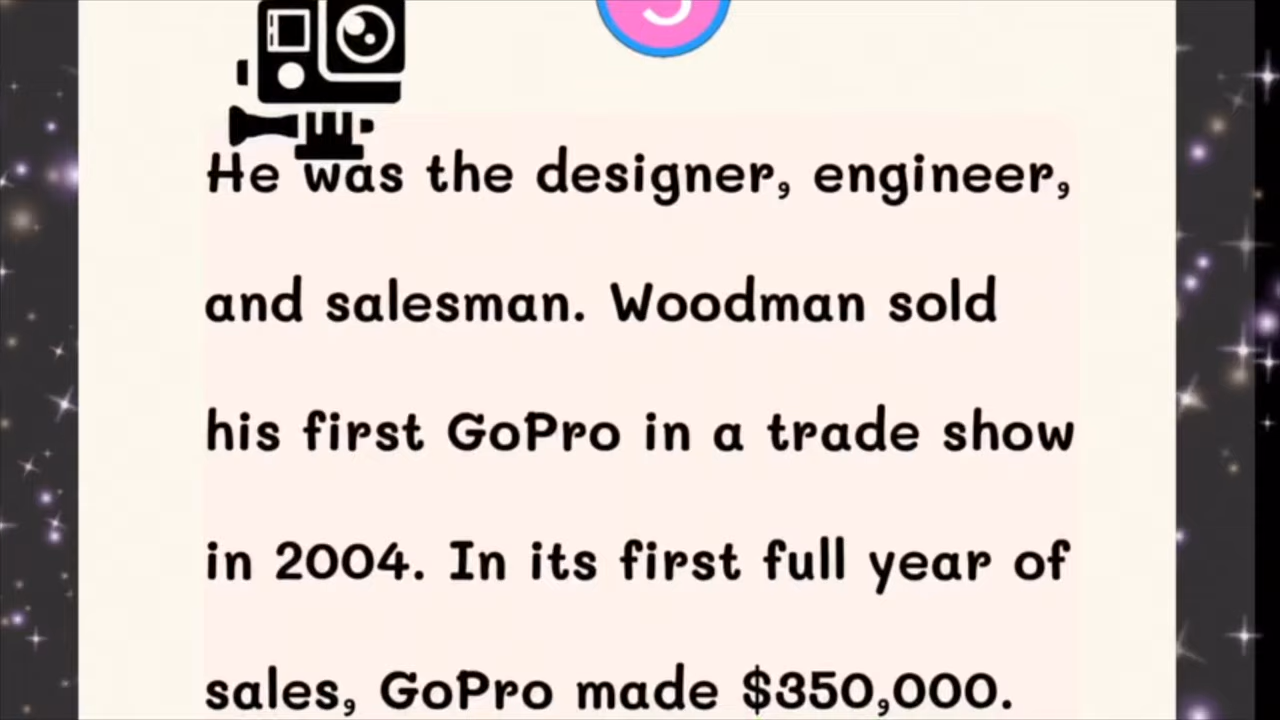 He was the designer, engineer,
and salesman. Woodman sold
his first GoPro in a trade show
in 2004. In its first full year of
sales, GoPro made $350,000.